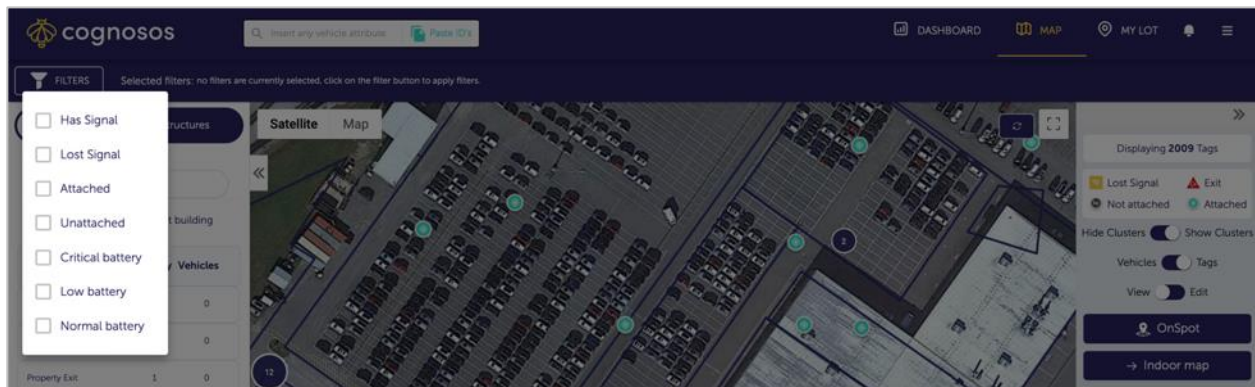 cognosos
Insert any vehicle attribute
Paste ID's
DASHBOARD
MAP
MY LOT
FILTERS
Selected filters: no filters are currently selected, click on the filter button to apply filters.
Has Signal
Lost Signal
Attached
Unattached
Critical battery
Low battery
Normal battery
ructures
t building
y Vehicles
0
0
Property Exit 1 0
Satellite Map
2
12
Displaying 2009 Tags
Lost Signal Exit
Not attached Attached
Hide Clusters Show Clusters
Vehicles Tags
View Edit
OnSpot
→ Indoor map